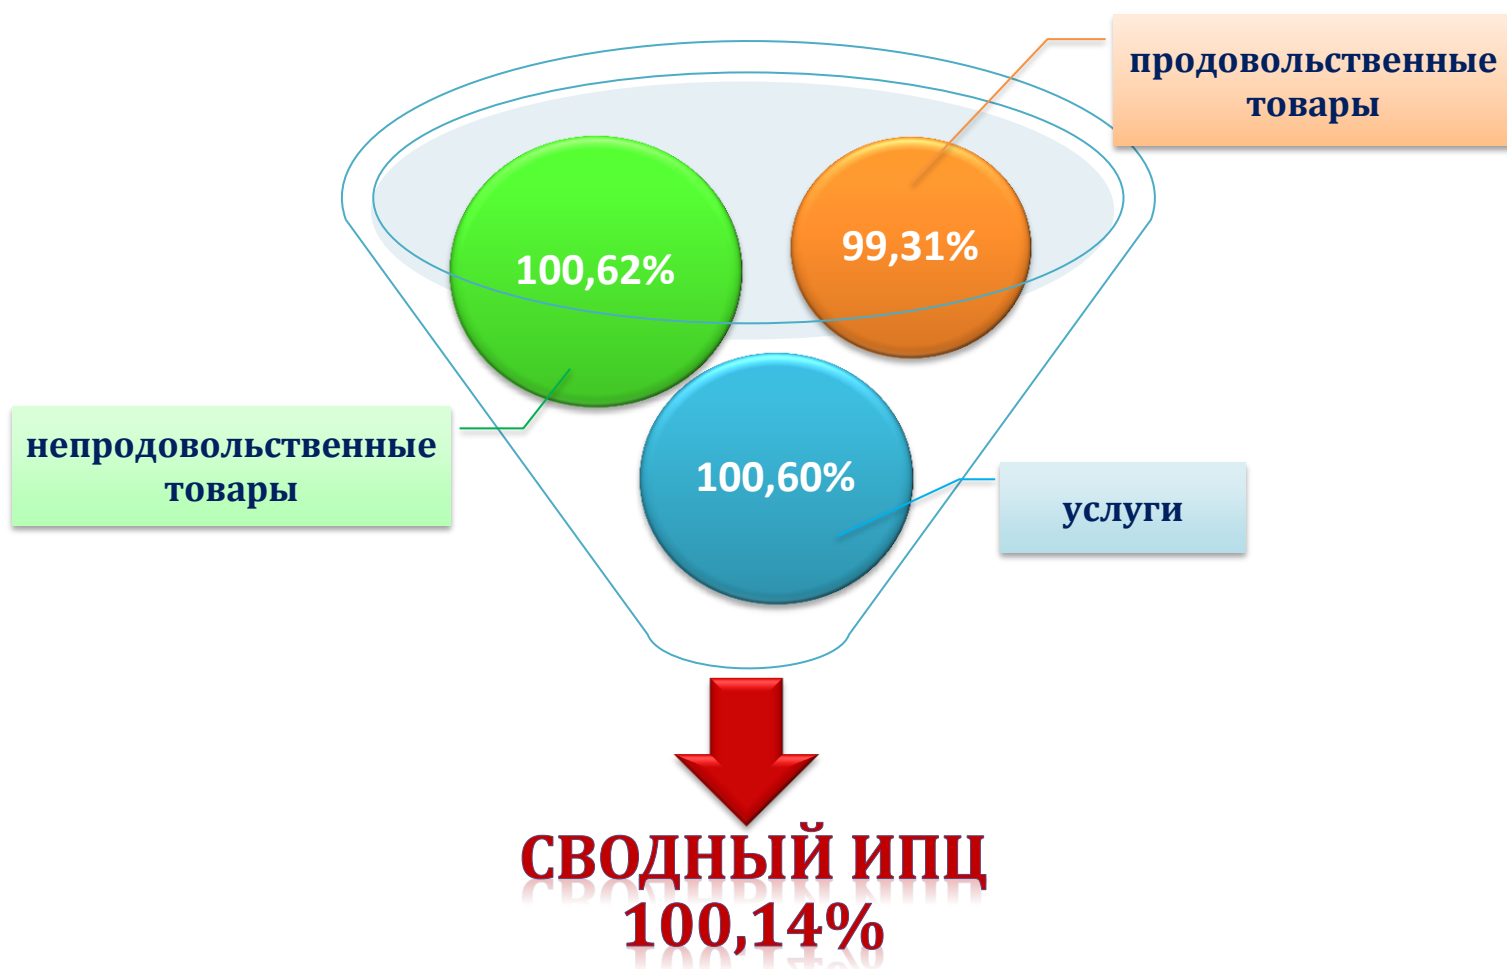 продовольственные
товары
100,62%
99,31%
непродовольственные
товары
100,60%
услуги
СВОДНЫЙ ИПЦ
100,14%